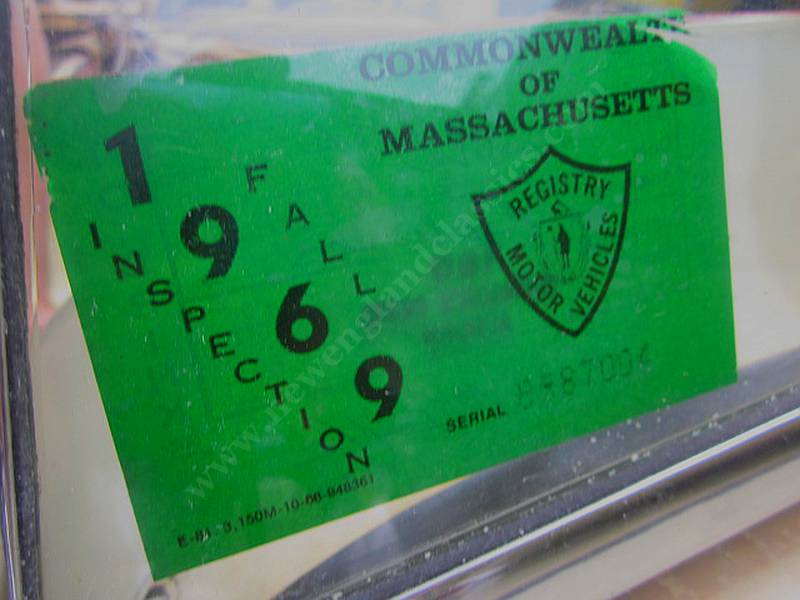 COMMONWEALTH
OF
MASSACHUSETTS
1969
FALL
INSPECTION
REGISTRY
MOTOR VEHICLES
SERIAL
www.newenglandclassics.com